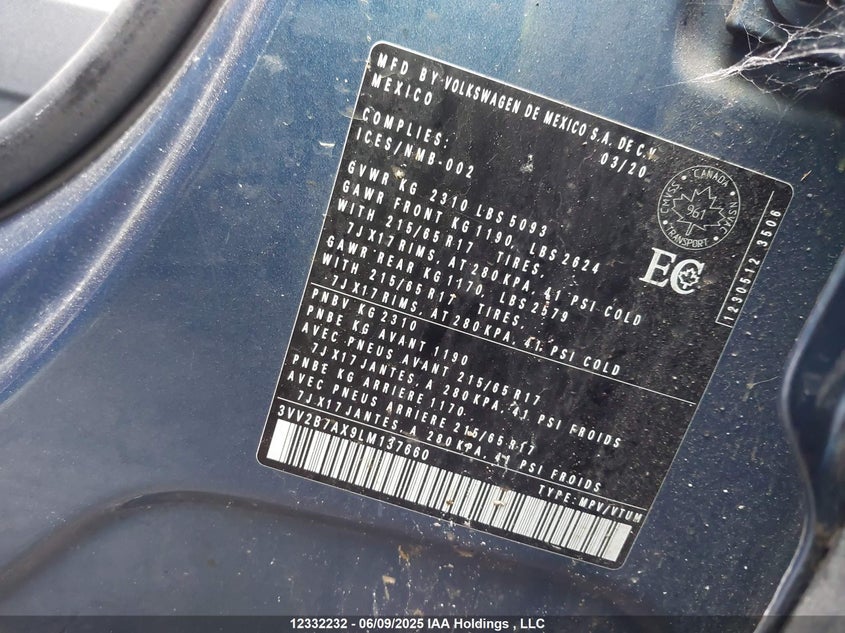 MFD BY VOLKSWAGEN DE MEXICO S.A. DE C.V.
MEXICO
03/20
COMPLIES:
ICES/NMB-002
GVWR KG 2310 LBS 5093
GAWR FRONT KG 1190, LBS 2624
WITH 215/65 R17 TIRES,
7J X17 RIMS, AT 280 KPA, 41 PSI COLD
GAWR REAR KG 1170, LBS 2579
WITH 215/65 R17 TIRES,
7J X17 RIMS, AT 280 KPA, 41 PSI COLD
PNBV KG 2310
PNBE KG AVANT 1190
AVEC PNEUS AVANT 215/65 R17
7J X17 JANTES, A 280 KPA, 41 PSI FROIDS
PNBE KG ARRIERE 1170
AVEC PNEUS ARRIERE 215/65 R17
7J X17 JANTES, A 280 KPA, 41 PSI FROIDS
3VV2B7AX9LM137660
TYPE: MPV/VTUM
CANADA
CMVSS
NSVAC
961
TRANSPORT
EC
1230512 3506
12332232 - 06/09/2025 IAA Holdings, LLC